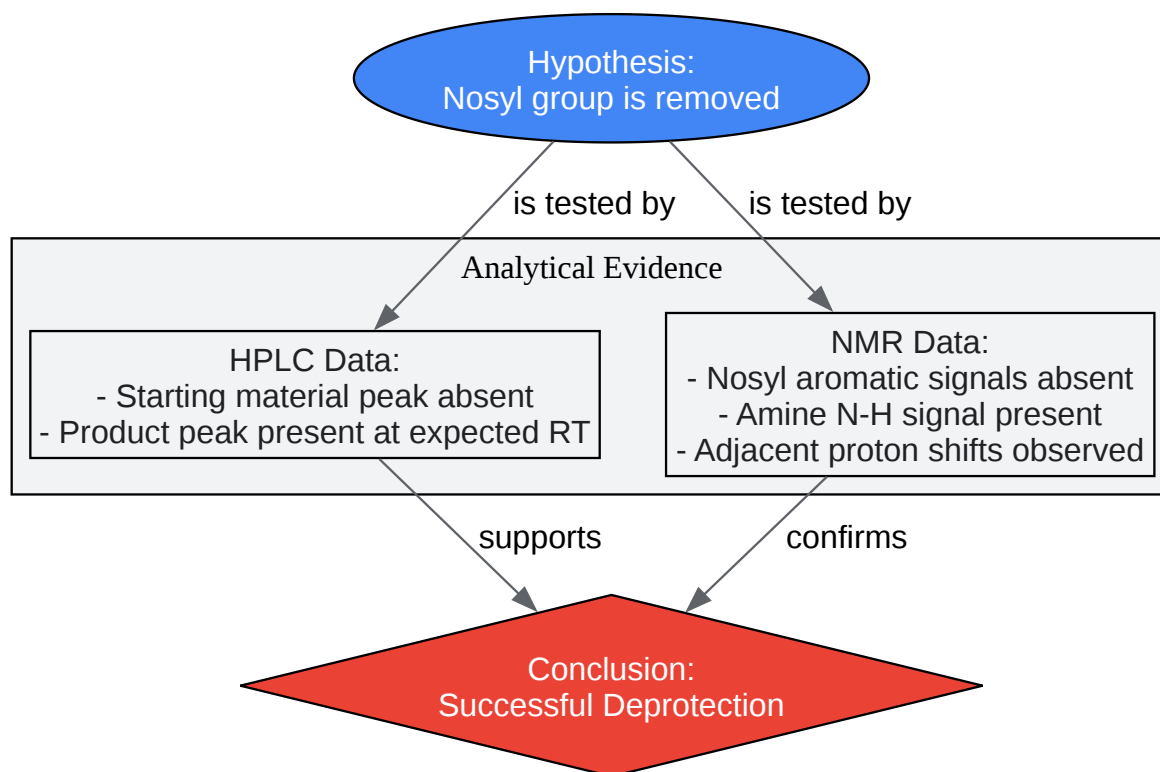 Hypothesis:
Nosyl group is removed
is tested by
is tested by
Analytical Evidence
HPLC Data:
- Starting material peak absent
- Product peak present at expected RT
NMR Data:
- Nosyl aromatic signals absent
- Amine N-H signal present
- Adjacent proton shifts observed
supports
confirms
Conclusion:
Successful Deprotection